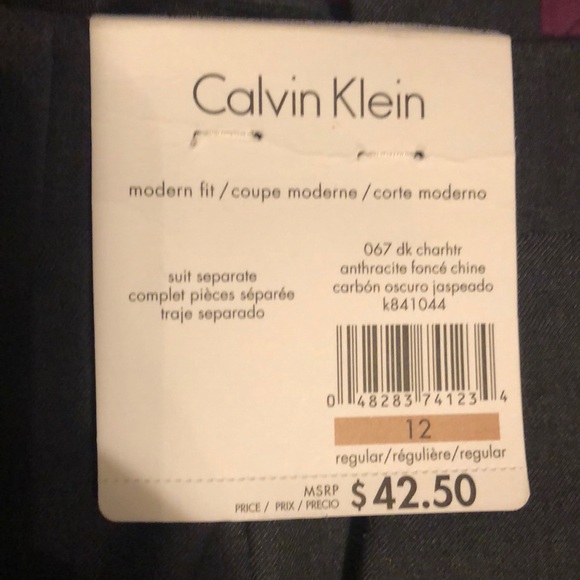 Calvin Klein
modern fit / coupe moderne / corte moderno
suit separate
complet pièces séparée
traje separado
067 dk charhtr
anthracite foncé chine
carbón oscuro jaspeado
k841044
0 48283 74123 4
12
regular/régulière/regular
MSRP
PRICE / PRIX / PRECIO
$42.50